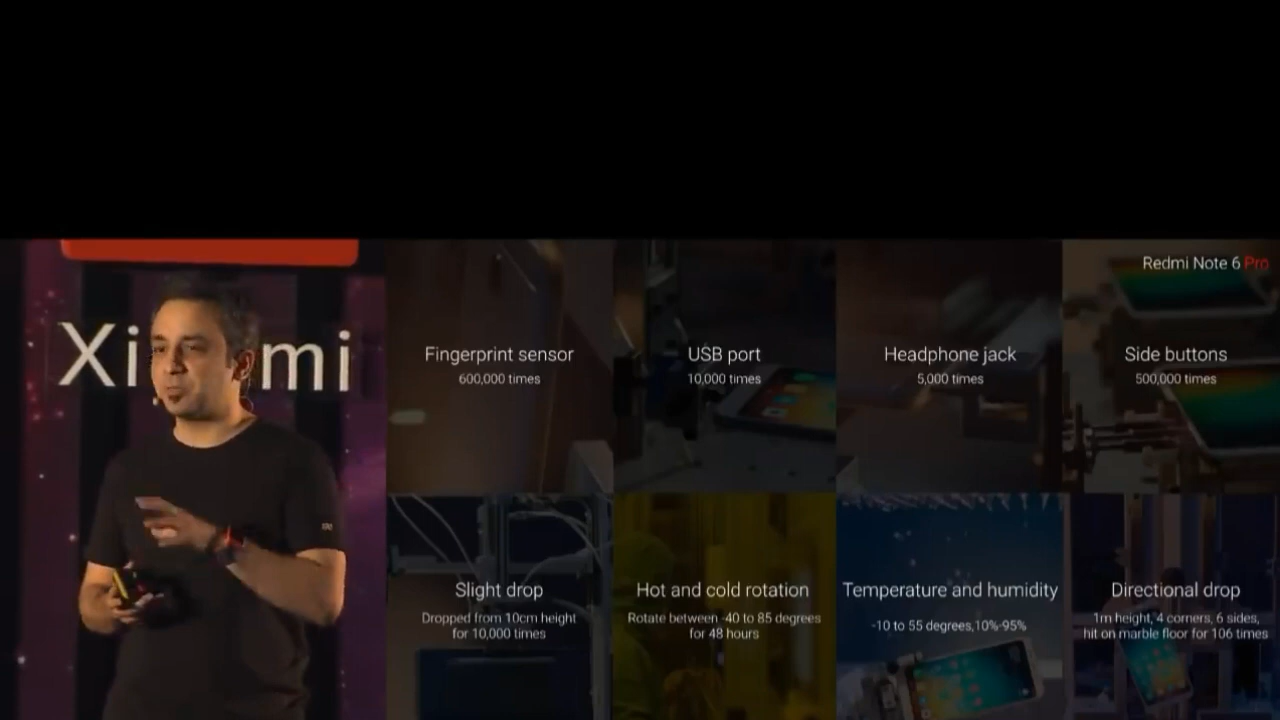 Xi mi
Redmi Note 6 Pro
Fingerprint sensor
600,000 times
USB port
10,000 times
Headphone jack
5,000 times
Side buttons
500,000 times
Slight drop
Dropped from 10cm height
for 10,000 times
Hot and cold rotation
Rotate between -40 to 85 degrees
for 48 hours
Temperature and humidity
-10 to 55 degrees,10%-95%
Directional drop
1m height, 4 corners, 6 sides,
hit on marble floor for 106 times